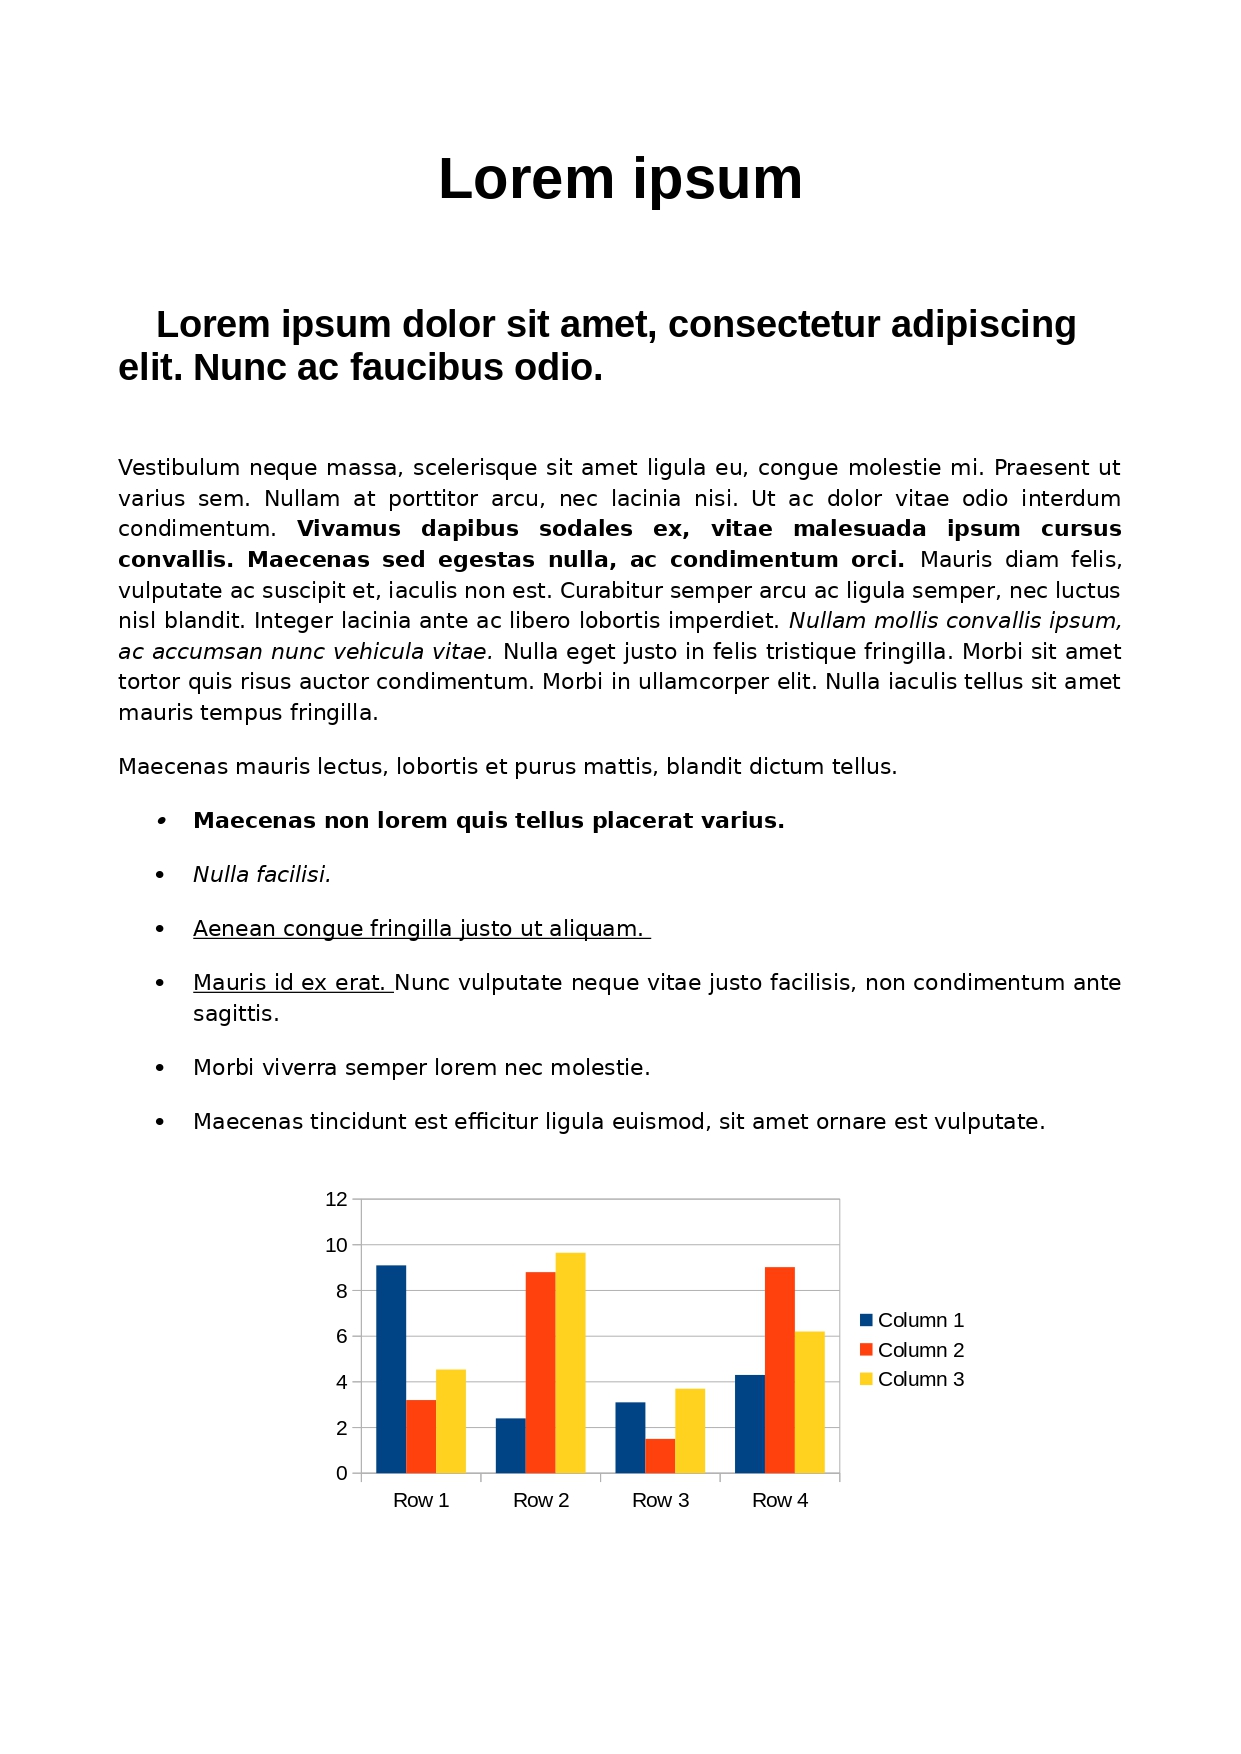 Lorem ipsum
Lorem ipsum dolor sit amet, consectetur adipiscing
elit. Nunc ac faucibus odio.
Vestibulum neque massa, scelerisque sit amet ligula eu, congue molestie mi. Praesent ut
varius sem. Nullam at porttitor arcu, nec lacinia nisi. Ut ac dolor vitae odio interdum
condimentum. Vivamus dapibus sodales ex, vitae malesuada ipsum cursus
convallis. Maecenas sed egestas nulla, ac condimentum orci. Mauris diam felis,
vulputate ac suscipit et, iaculis non est. Curabitur semper arcu ac ligula semper, nec luctus
nisl blandit. Integer lacinia ante ac libero lobortis imperdiet. Nullam mollis convallis ipsum,
ac accumsan nunc vehicula vitae. Nulla eget justo in felis tristique fringilla. Morbi sit amet
tortor quis risus auctor condimentum. Morbi in ullamcorper elit. Nulla iaculis tellus sit amet
mauris tempus fringilla.
Maecenas mauris lectus, lobortis et purus mattis, blandit dictum tellus.
• Maecenas non lorem quis tellus placerat varius.
• Nulla facilisi.
• Aenean congue fringilla justo ut aliquam.
• Mauris id ex erat. Nunc vulputate neque vitae justo facilisis, non condimentum ante
sagittis.
• Morbi viverra semper lorem nec molestie.
• Maecenas tincidunt est efficitur ligula euismod, sit amet ornare est vulputate.
12
10
8
6
4
2
0
Row 1 Row 2 Row 3 Row 4
Column 1
Column 2
Column 3